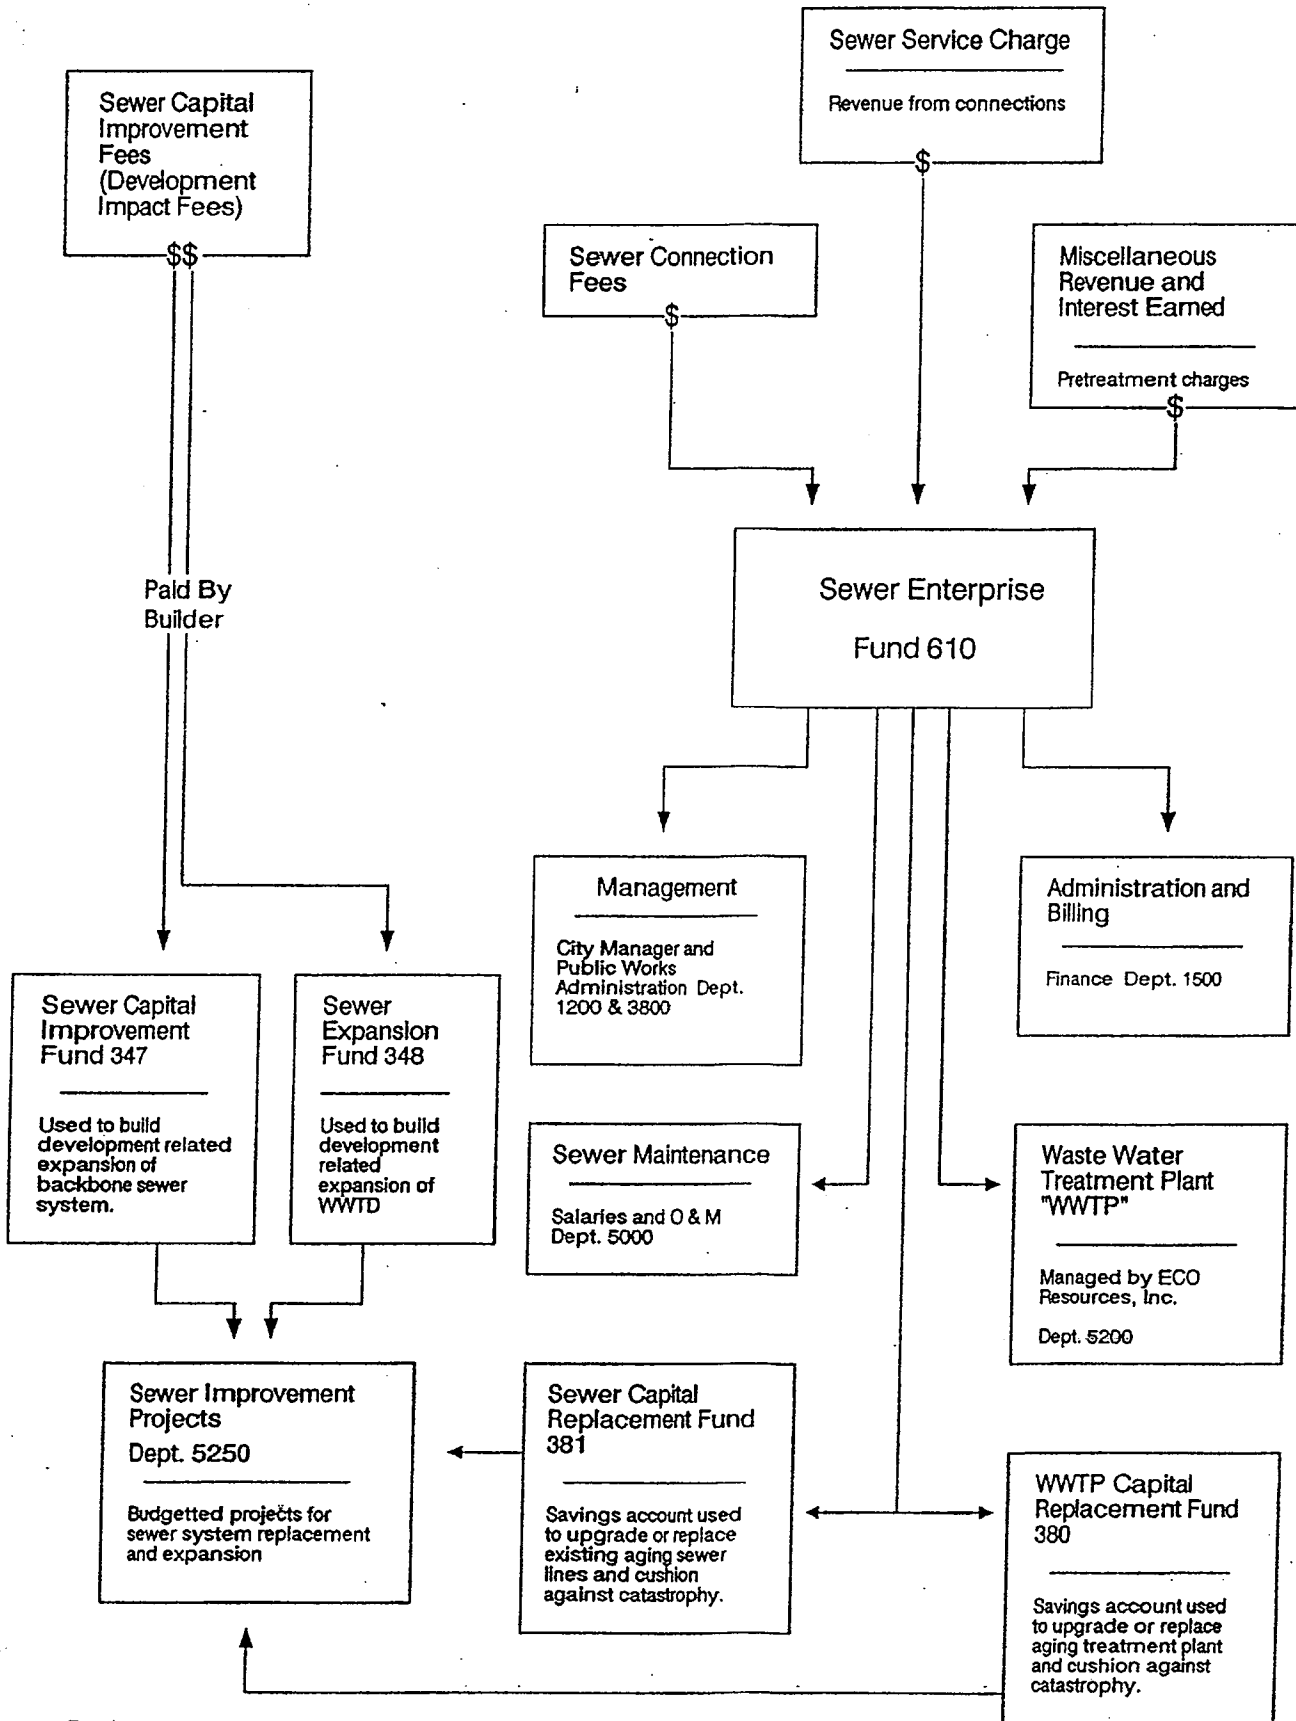 Sewer Service Charge
Revenue from connections
$
Sewer Capital
Improvement
Fees
(Development
Impact Fees)
$$
Sewer Connection
Fees
$
Miscellaneous
Revenue and
Interest Earned
Pretreatment charges
$
Paid By
Builder
Sewer Enterprise
Fund 610
Management
City Manager and
Public Works
Administration Dept.
1200 & 3800
Administration and
Billing
Finance Dept. 1500
Sewer Capital
Improvement
Fund 347
Used to build
development related
expansion of
backbone sewer
system.
Sewer
Expansion
Fund 348
Used to build
development
related
expansion of
WWTD
Sewer Maintenance
Salaries and O & M
Dept. 5000
Waste Water
Treatment Plant
"WWTP"
Managed by ECO
Resources, Inc.
Dept. 5200
Sewer Improvement
Projects
Dept. 5250
Budgetted projects for
sewer system replacement
and expansion
Sewer Capital
Replacement Fund
381
Savings account used
to upgrade or replace
existing aging sewer
lines and cushion
against catastrophy.
WWTP Capital
Replacement Fund
380
Savings account used
to upgrade or replace
aging treatment plant
and cushion against
catastrophy.